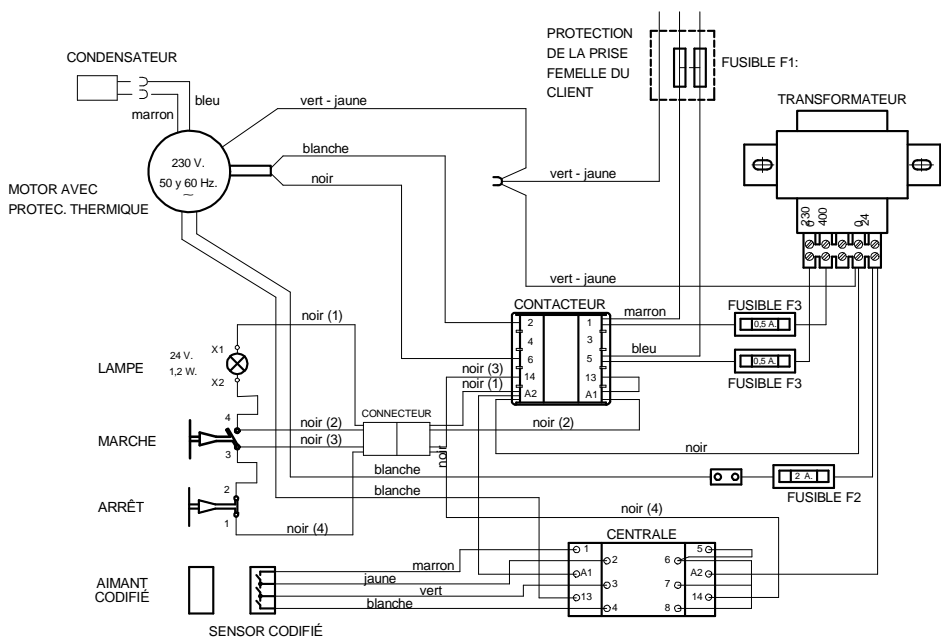 PROTECTION
DE LA PRISE
FEMELLE DU
CLIENT
FUSIBLE F1:
CONDENSATEUR
bleu
marron
vert - jaune
TRANSFORMATEUR
230 V.
50 y 60 Hz.
~
blanche
noir
vert - jaune
MOTOR AVEC
PROTEC. THERMIQUE
230
0
400
0
24
vert - jaune
CONTACTEUR
marron
FUSIBLE F3
0,5 A.
noir (1)
2
1
4
3
6
5
14
13
A2
A1
bleu
0,5 A.
FUSIBLE F3
LAMPE
24 V.
1,2 W.
X1
X2
noir (3)
noir (1)
CONNECTEUR
MARCHE
4
3
noir (2)
noir (3)
noir (2)
noir
noir
blanche
2 A.
FUSIBLE F2
blanche
ARRÊT
2
1
noir (4)
noir (4)
CENTRALE
marron
1
5
jaune
2
6
A1
A2
vert
3
7
13
14
blanche
4
8
AIMANT
CODIFIÉ
SENSOR CODIFIÉ